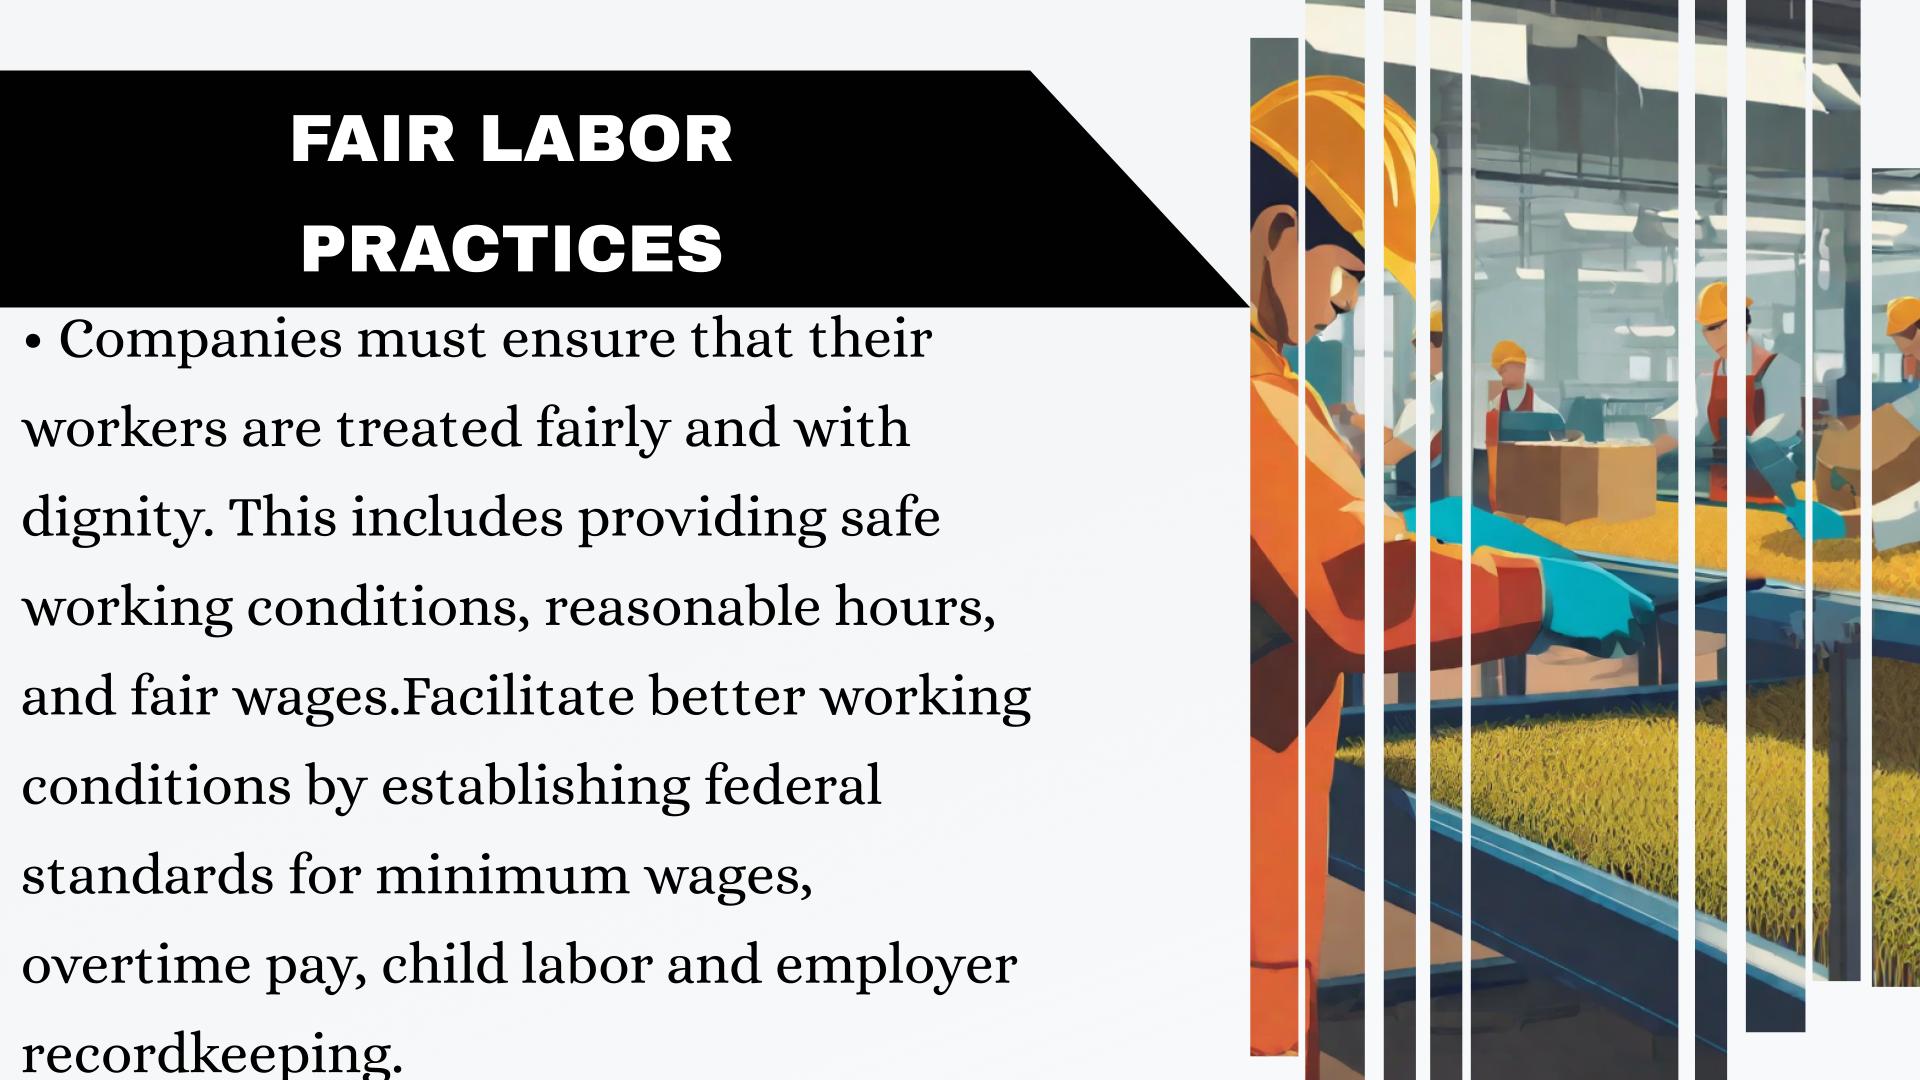 FAIR LABOR
PRACTICES
• Companies must ensure that their
workers are treated fairly and with
dignity. This includes providing safe
working conditions, reasonable hours,
and fair wages.Facilitate better working
conditions by establishing federal
standards for minimum wages,
overtime pay, child labor and employer
recordkeeping.